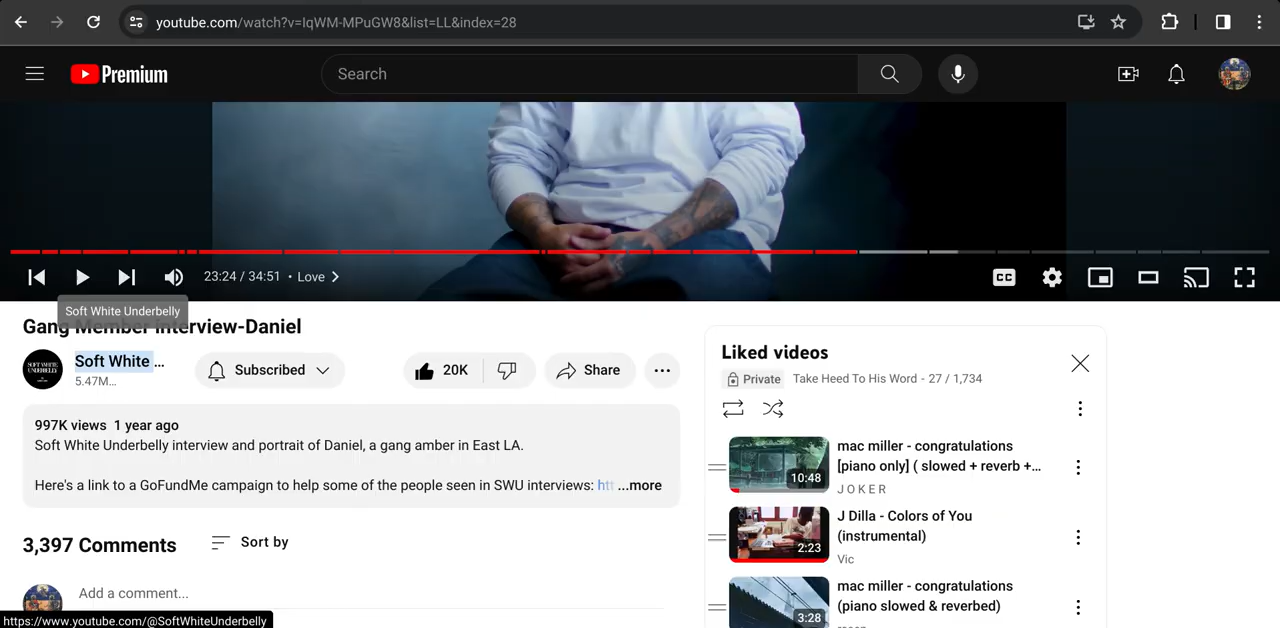 youtube.com/watch?v=IqWM-MPuGW8&list=LL&index=28
Premium
Search
23:24 / 34:51 • Love
CC
Soft White Underbelly
Gang Member Interview-Daniel
Soft White ...
5.47M...
Subscribed
20K
Share
997K views 1 year ago
Soft White Underbelly interview and portrait of Daniel, a gang amber in East LA.
Here's a link to a GoFundMe campaign to help some of the people seen in SWU interviews: htt ...more
3,397 Comments
Sort by
Add a comment...
Liked videos
Private
Take Heed To His Word - 27 / 1,734
10:48
mac miller - congratulations
[piano only] ( slowed + reverb +...
J O K E R
2:23
J Dilla - Colors of You
(instrumental)
Vic
3:28
mac miller - congratulations
(piano slowed & reverbed)
https://www.youtube.com/@SoftWhiteUnderbelly